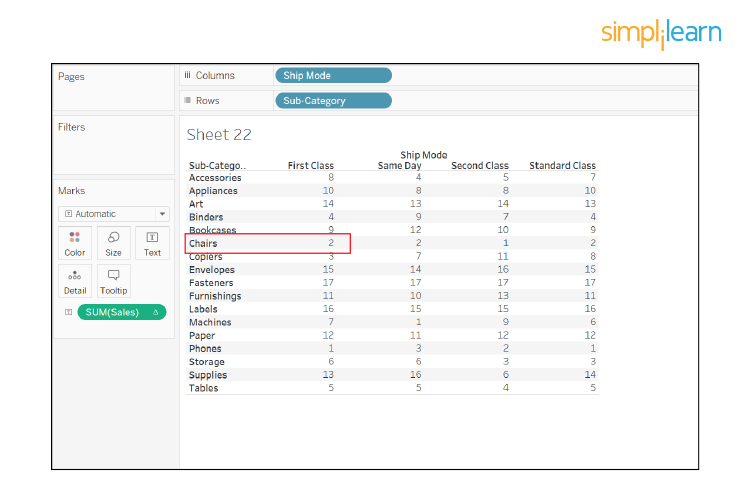 simplilearn
Pages
Columns Ship Mode
Rows Sub-Category
Filters
Sheet 22
Ship Mode
Sub-Catego.. First Class Same Day Second Class Standard Class
Accessories 8 4 5 7
Appliances 10 8 8 10
Marks
Art 14 13 14 13
Automatic
Binders 4 9 7 4
Bookcases 9 12 10 9
Chairs 2 2 1 2
Color Size Text
Copiers 3 7 11 8
Envelopes 15 14 16 15
Fasteners 17 17 17 17
Detail Tooltip
Furnishings 11 10 13 11
SUM(Sales)
Labels 16 15 15 16
Machines 7 1 9 6
Paper 12 11 12 12
Phones 1 3 2 1
Storage 6 6 3 3
Supplies 13 16 6 14
Tables 5 5 4 5